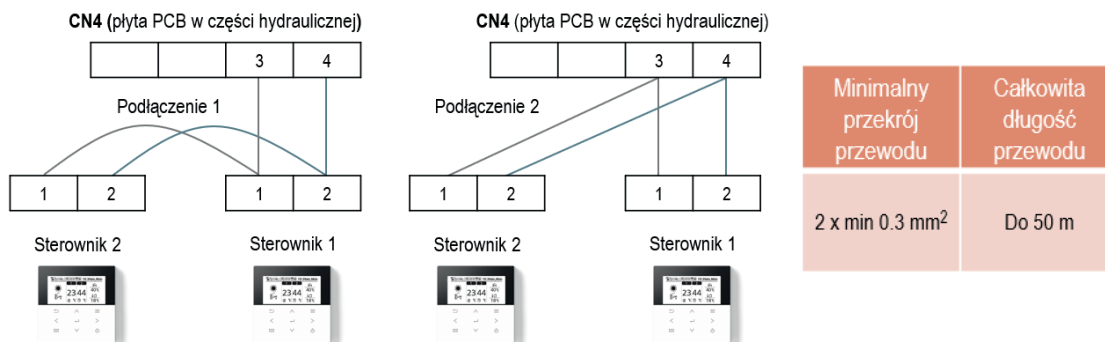 CN4 (płyta PCB w części hydraulicznej)
3 4
Podłączenie 1
1 2 1 2
Sterownik 2 Sterownik 1
CN4 (płyta PCB w części hydraulicznej)
3 4
Podłączenie 2
1 2 1 2
Sterownik 2 Sterownik 1
Minimalny
przekrój
przewodu
Całkowita
długość
przewodu
2 x min 0.3 mm²
Do 50 m